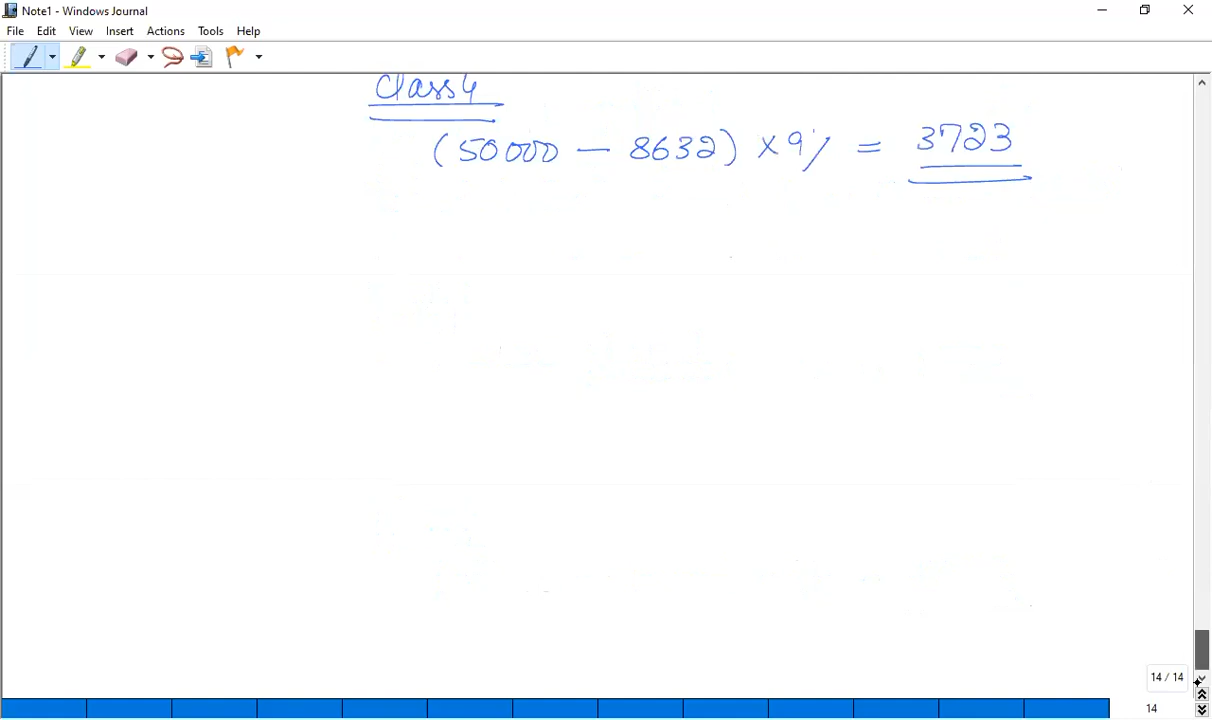 Note1 - Windows Journal
File Edit View Insert Actions Tools Help
Class 4
(50000 - 8632) x 9% = 3723
14 / 14
14